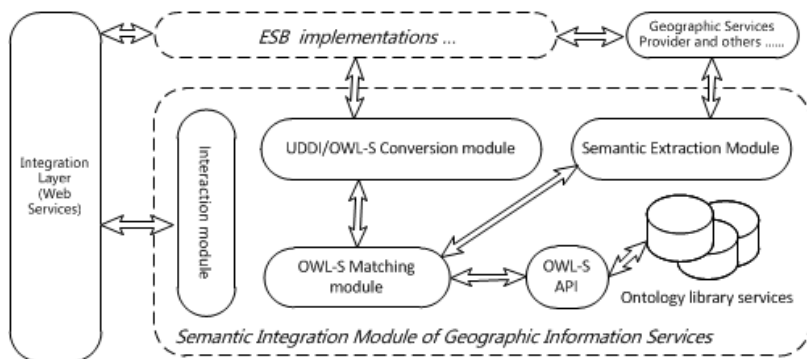 ESB implementations ...
Geographic Services
Provider and others ......
Integration
Layer
(Web
Services)
Interaction module
UDDI/OWL-S Conversion module
Semantic Extraction Module
OWL-S Matching
module
OWL-S
API
Ontology library services
Semantic Integration Module of Geographic Information Services